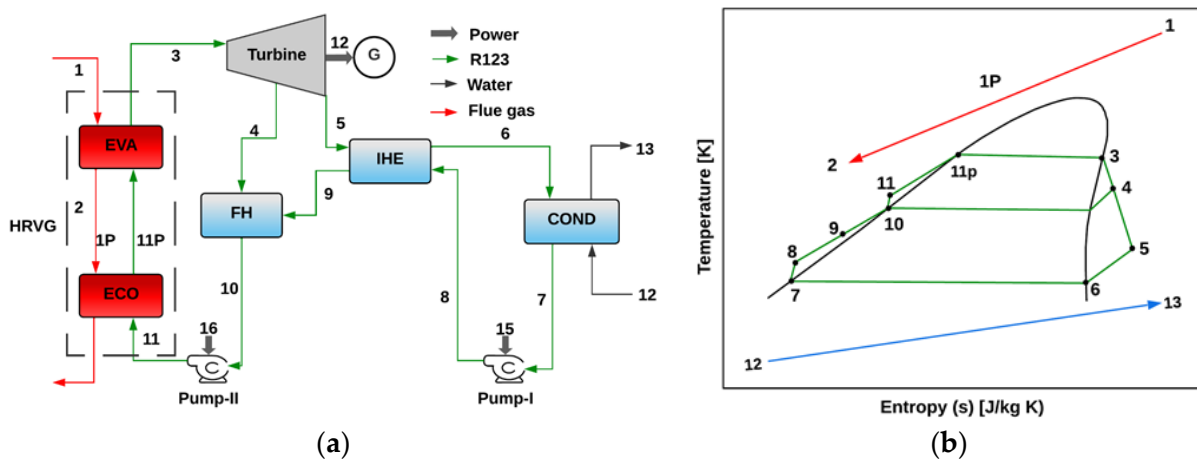 12
Turbine
G
Power
R123
Water
Flue gas
3
1
EVA
4
5
IHE
6
13
2
9
FH
COND
HRVG
1P
11P
ECO
10
8
7
12
11
16
C
Pump-II
15
C
Pump-I
(a)
Temperature [K]
1
1P
2
11p
3
11
4
10
9
8
5
7
6
13
12
Entropy (s) [J/kg K)
(b)